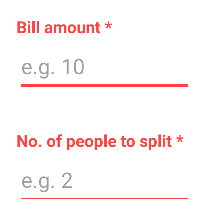 Bill amount *
e.g. 10
No. of people to split *
e.g. 2